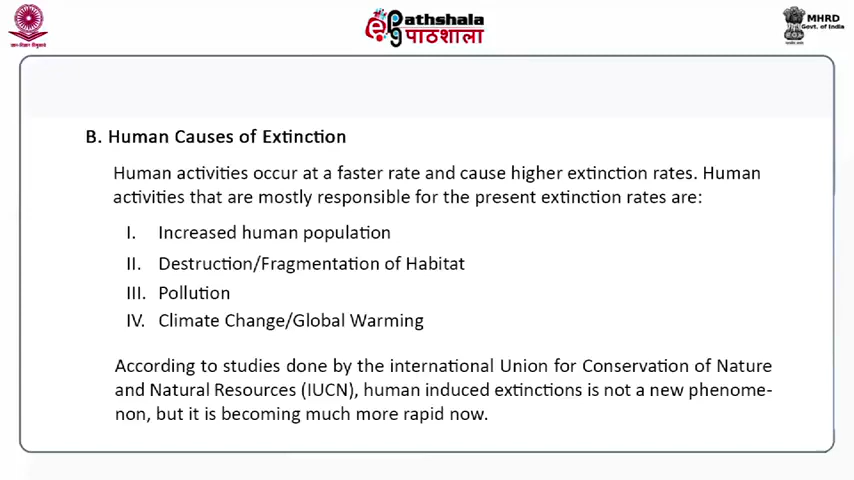 Pathshala
पाठशाला
MHRD
Govt. of India
B. Human Causes of Extinction
Human activities occur at a faster rate and cause higher extinction rates. Human
activities that are mostly responsible for the present extinction rates are:
I. Increased human population
II. Destruction/Fragmentation of Habitat
III. Pollution
IV. Climate Change/Global Warming
According to studies done by the international Union for Conservation of Nature
and Natural Resources (IUCN), human induced extinctions is not a new phenome-
non, but it is becoming much more rapid now.